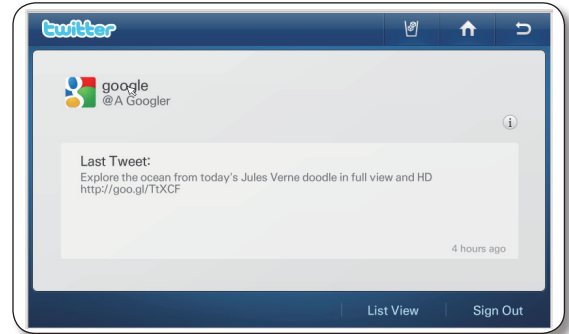 twitter
google
@A Googler
i
Last Tweet:
Explore the ocean from today's Jules Verne doodle in full view and HD
http://goo.gl/TtXCF
4 hours ago
List View
Sign Out